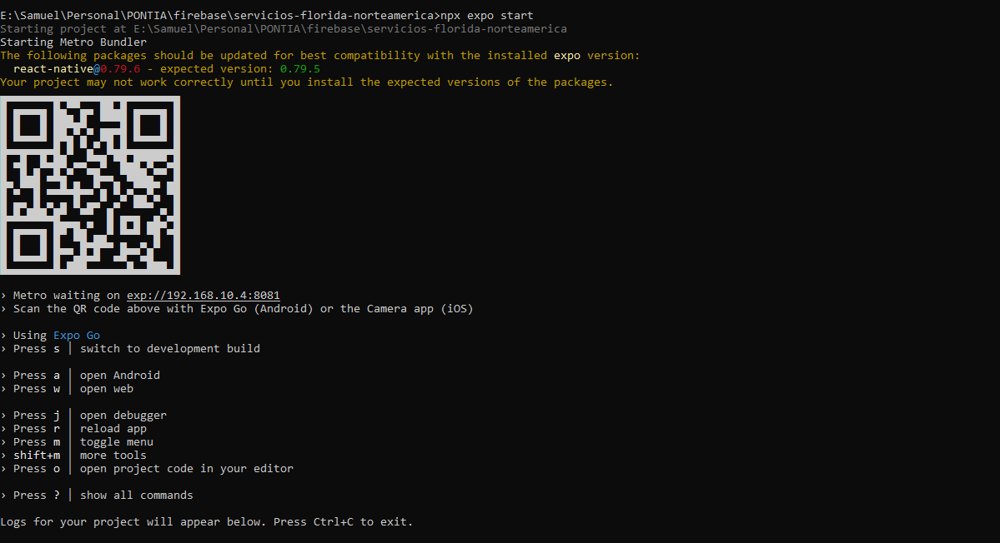 E:\Samuel\Personal\PONTIA\firebase\servicios-florida-norteamerica>npx expo start
Starting project at E:\Samuel\Personal\PONTIA\firebase\servicios-florida-norteamerica
Starting Metro Bundler
The following packages should be updated for best compatibility with the installed expo version:
  react-native@0.79.6 - expected version: 0.79.5
Your project may not work correctly until you install the expected versions of the packages.
› Metro waiting on exp://192.168.10.4:8081
› Scan the QR code above with Expo Go (Android) or the Camera app (iOS)
› Using Expo Go
› Press s │ switch to development build
› Press a │ open Android
› Press w │ open web
› Press j │ open debugger
› Press r │ reload app
› Press m │ toggle menu
› shift+m │ more tools
› Press o │ open project code in your editor
› Press ? │ show all commands
Logs for your project will appear below. Press Ctrl+C to exit.